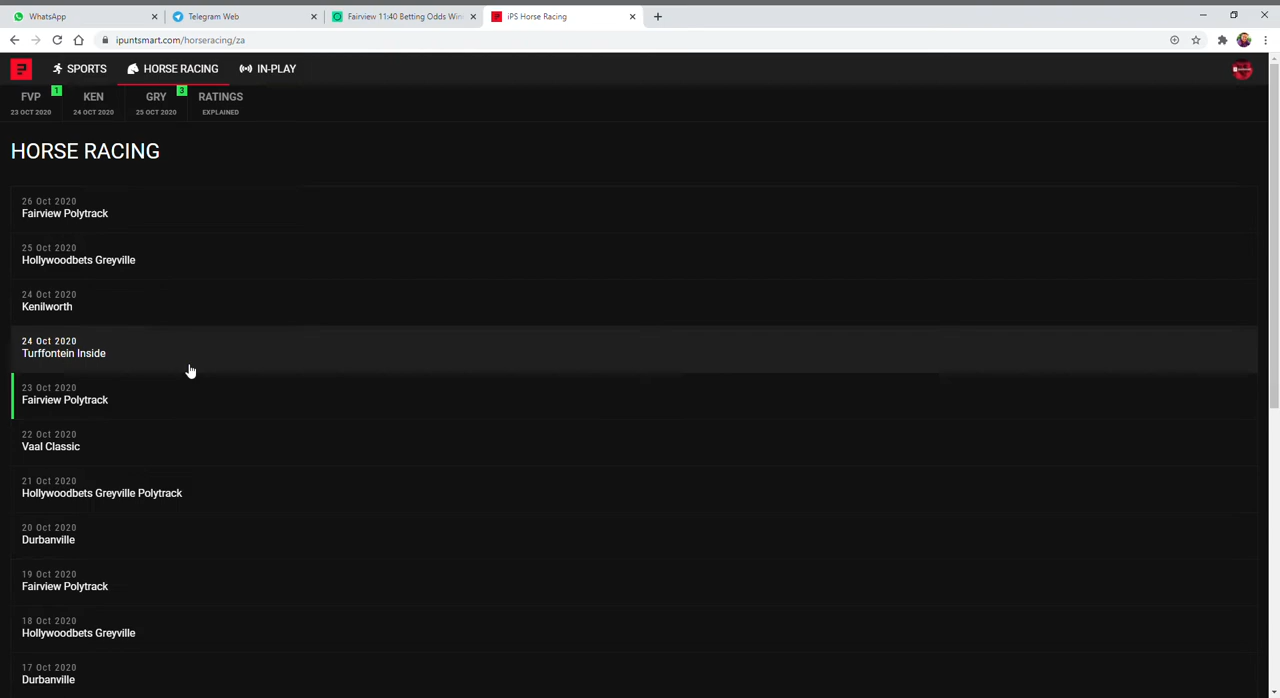 WhatsApp
Telegram Web
Fairview 11:40 Betting Odds Win
iPS Horse Racing
ipuntsmart.com/horseracing/za
SPORTS
HORSE RACING
IN-PLAY
FVP 1
23 OCT 2020
KEN
24 OCT 2020
GRY 3
25 OCT 2020
RATINGS
EXPLAINED
HORSE RACING
26 Oct 2020
Fairview Polytrack
25 Oct 2020
Hollywoodbets Greyville
24 Oct 2020
Kenilworth
24 Oct 2020
Turffontein Inside
23 Oct 2020
Fairview Polytrack
22 Oct 2020
Vaal Classic
21 Oct 2020
Hollywoodbets Greyville Polytrack
20 Oct 2020
Durbanville
19 Oct 2020
Fairview Polytrack
18 Oct 2020
Hollywoodbets Greyville
17 Oct 2020
Durbanville